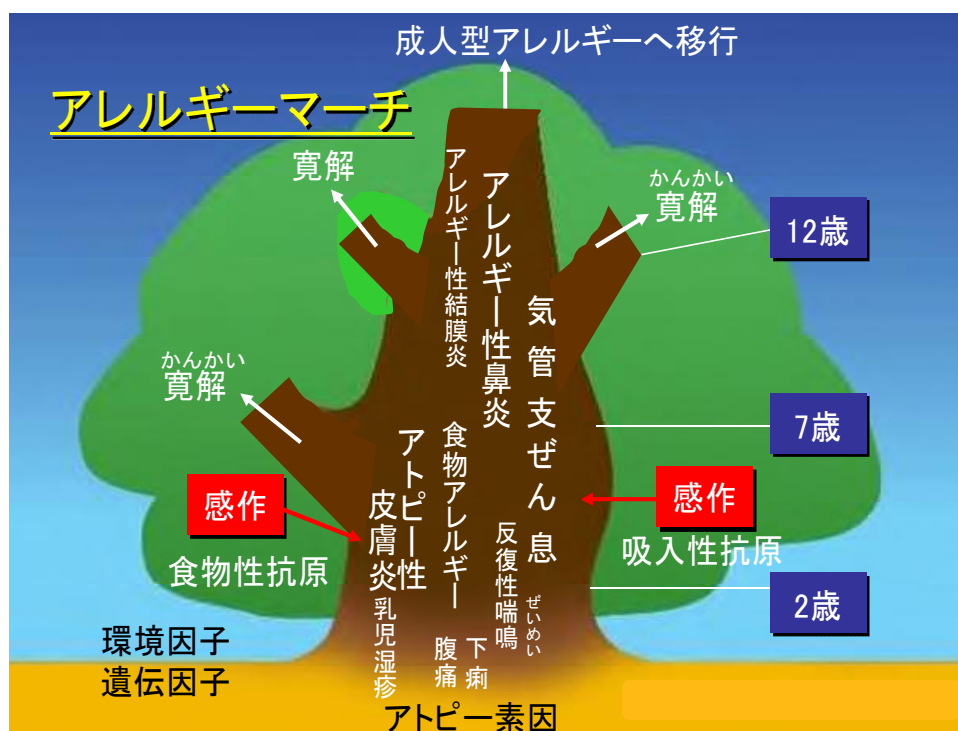 成人型アレルギーへ移行
アレルギーマーチ
寛解
かんかい
寛解
12歳
かんかい
寛解
7歳
2歳
感作
食物性抗原
感作
吸入性抗原
気管支ぜん息
アレルギー性鼻炎
アレルギー性結膜炎
反復性喘鳴
ぜいめい
食物アレルギー
下痢
腹痛
アトピー性
皮膚炎
乳児湿疹
環境因子
遺伝因子
アトピー素因